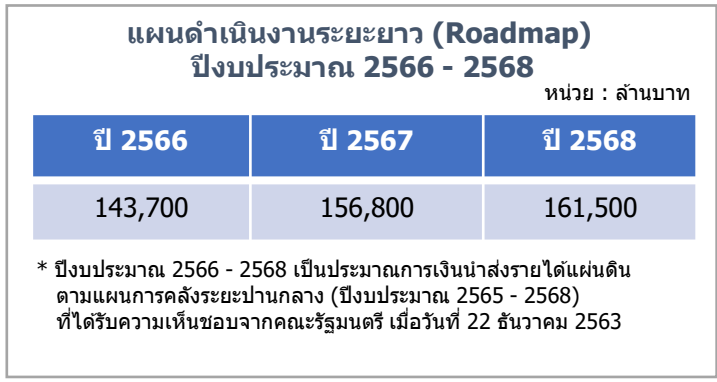 แผนดำเนินงานระยะยาว (Roadmap)
ปีงบประมาณ 2566 - 2568
หน่วย : ล้านบาท
ปี 2566 ปี 2567 ปี 2568
143,700 156,800 161,500
* ปีงบประมาณ 2566 - 2568 เป็นประมาณการเงินนำส่งรายได้แผ่นดิน
ตามแผนการคลังระยะปานกลาง (ปีงบประมาณ 2565 - 2568)
ที่ได้รับความเห็นชอบจากคณะรัฐมนตรี เมื่อวันที่ 22 ธันวาคม 2563